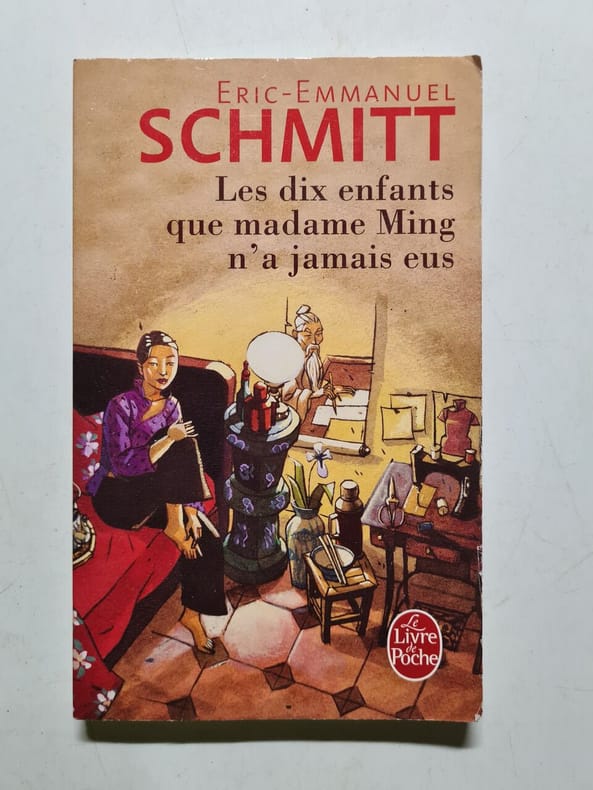 ERIC-EMMANUEL
SCHMITT
Les dix enfants
que madame Ming
n'a jamais eus
Le
Livre
de
Poche